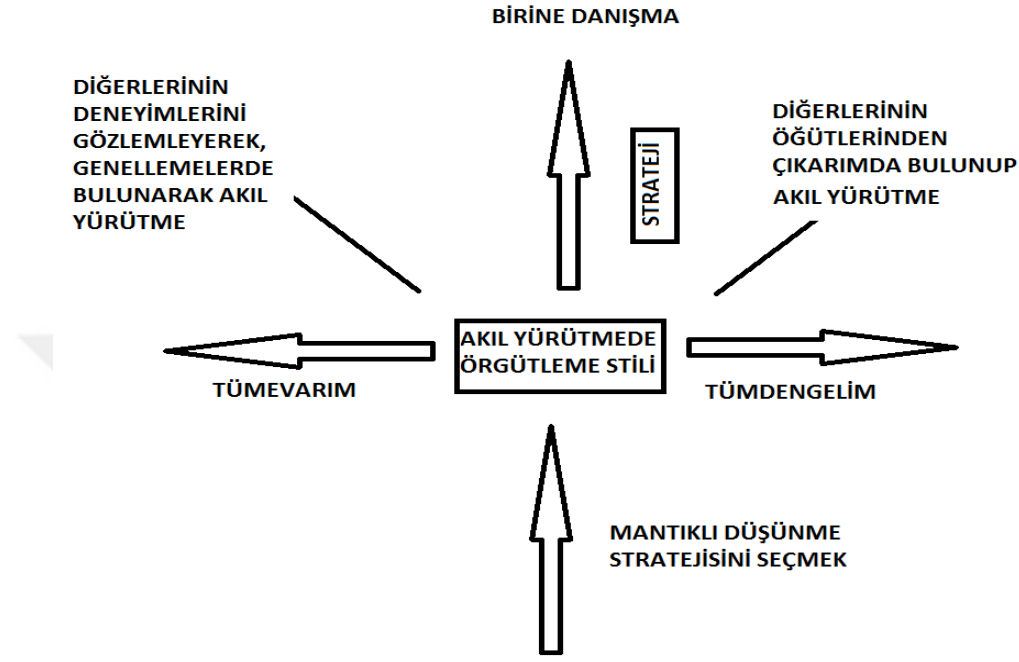 BİRİNE DANIŞMA
DİĞERLERİNİN
DENEYİMLERİNİ
GÖZLEMLEYEREK,
GENELLEMELERDE
BULUNARAK AKIL
YÜRÜTME
STRATEJİ
DİĞERLERİNİN
ÖĞÜTLERİNDEN
ÇIKARIMDA BULUNUP
AKIL YÜRÜTME
AKIL YÜRÜTMEDE
ÖRGÜTLEME STİLİ
TÜMEVARIM
TÜMDENGELİM
MANTIKLI DÜŞÜNME
STRATEJİSİNİ SEÇMEK